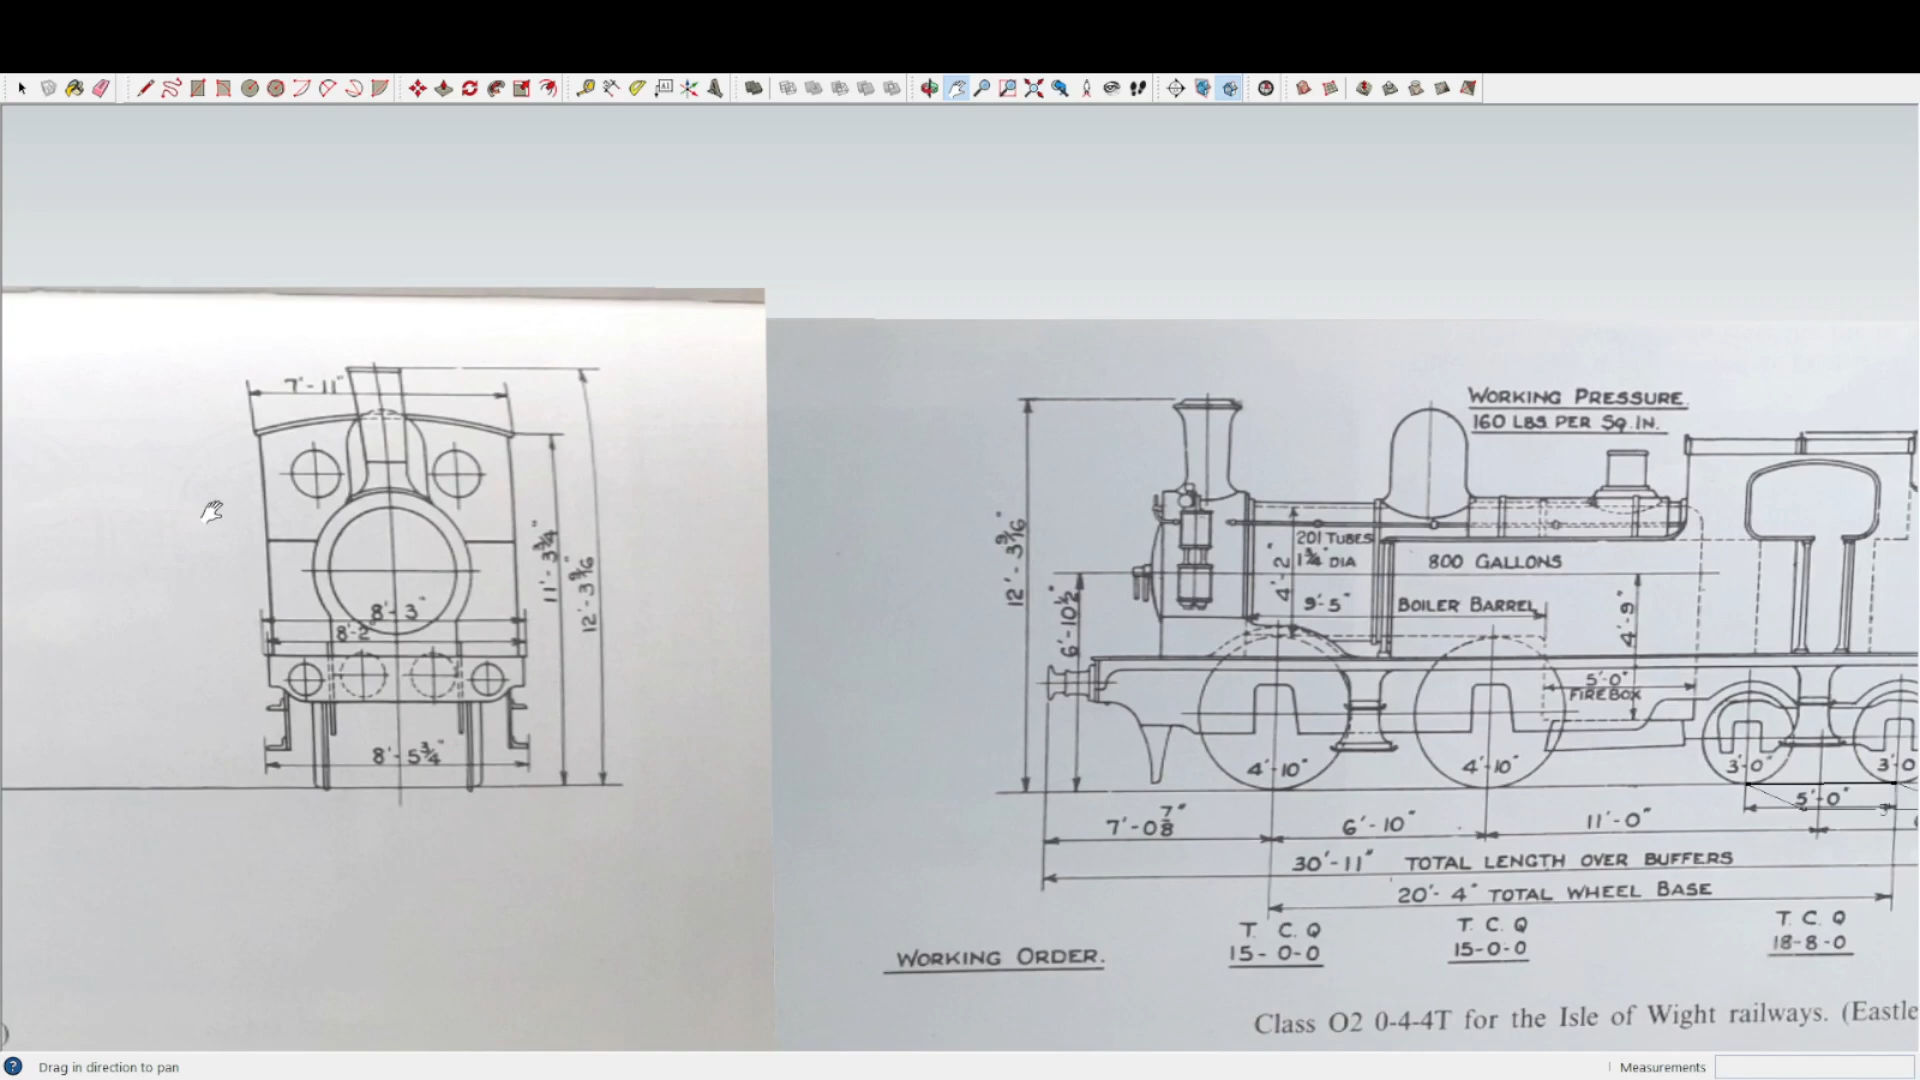 7'-11"
11'-3¾"
12'-3 9/16"
8'-3"
8'-2"
8'-5¾"
WORKING PRESSURE
160 LBS. PER SQ. IN.
12'-3 9/16"
6'-10½"
4'-2"
201 TUBES
1¾" DIA
800 GALLONS
9'-5"
BOILER BARREL
4'-9"
5'-0"
FIREBOX
4'-10"
4'-10"
3'-0"
3'-0
5'-0"
7'-0⅞"
6'-10"
11'-0"
30'-11" TOTAL LENGTH OVER BUFFERS
20'-4" TOTAL WHEEL BASE
T. C. Q
T. C. Q
T. C. Q
WORKING ORDER.
15-0-0
15-0-0
18-8-0
Class O2 0-4-4T for the Isle of Wight railways. (Eastle
Drag in direction to pan
Measurements